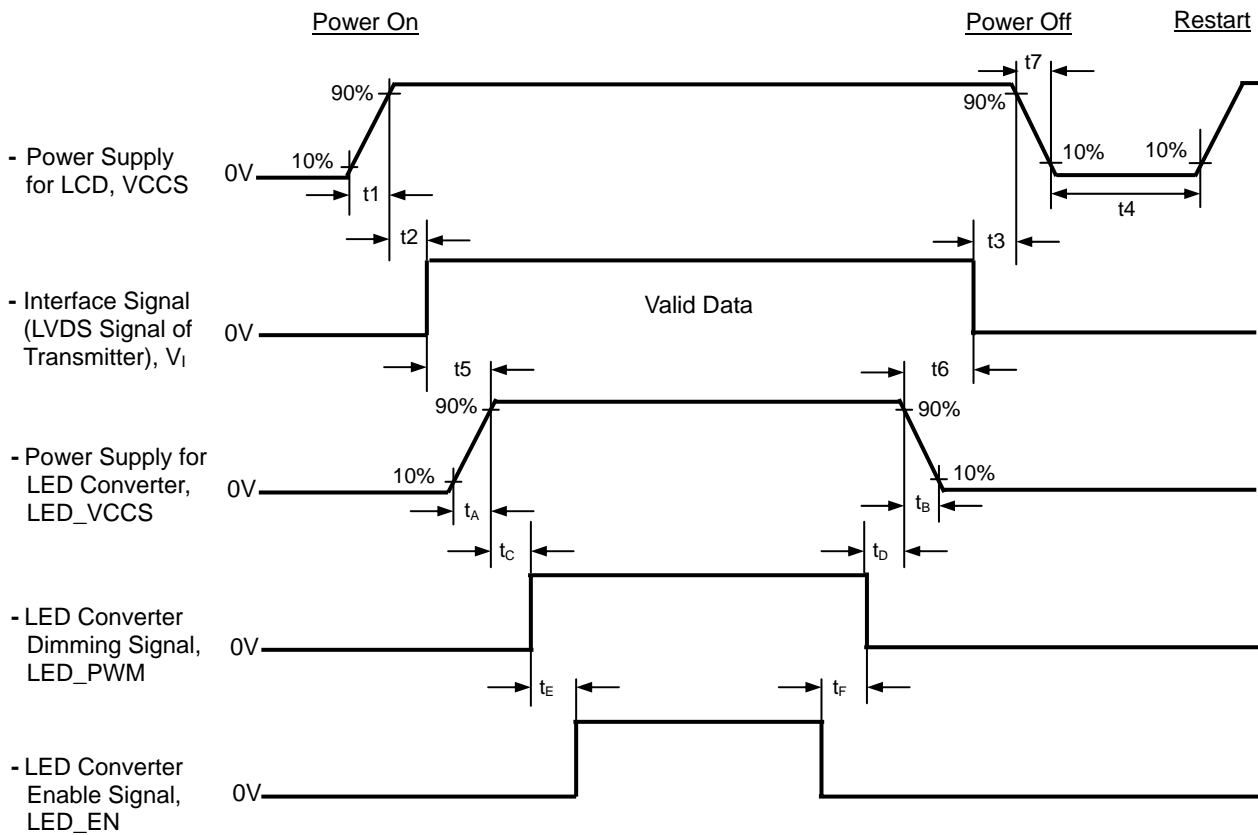 Power On
Power Off
Restart
t7
90%
90%
- Power Supply
for LCD, VCCS
0V
10%
10%
10%
t1
t4
t2
t3
- Interface Signal
(LVDS Signal of
Transmitter), VI
0V
Valid Data
t5
t6
90%
90%
- Power Supply for
LED Converter,
LED_VCCS
0V
10%
10%
tA
tB
tC
tD
- LED Converter
Dimming Signal,
LED_PWM
0V
tE
tF
- LED Converter
Enable Signal,
LED_EN
0V